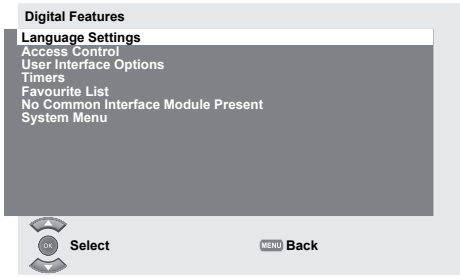 Digital Features
Language Settings
Access Control
User Interface Options
Timers
Favourite List
No Common Interface Module Present
System Menu
OK Select MENU Back